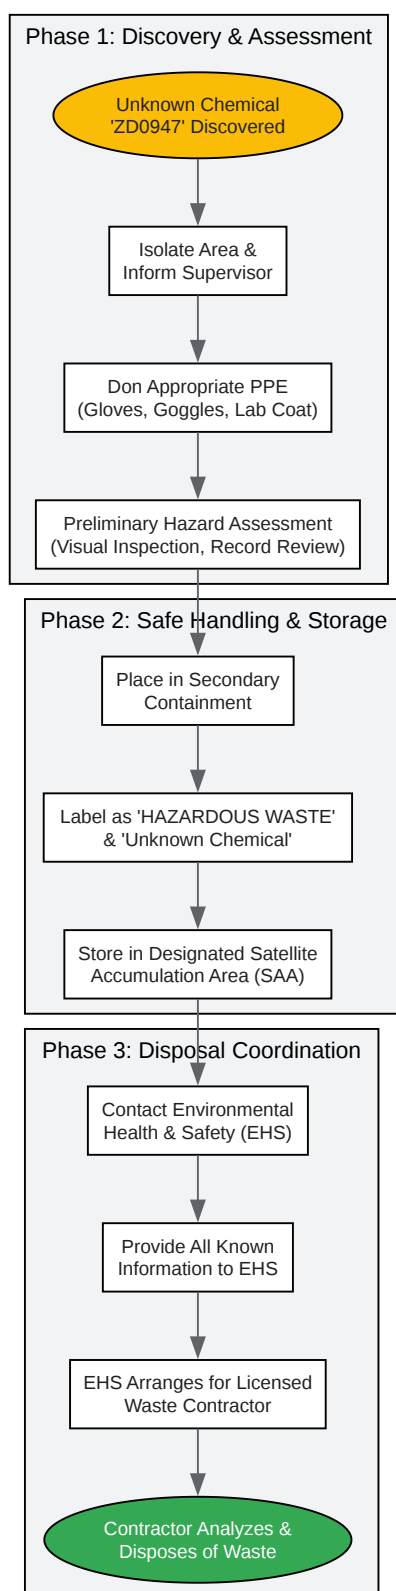 Phase 1: Discovery & Assessment
Unknown Chemical
'ZD0947' Discovered
Isolate Area &
Inform Supervisor
Don Appropriate PPE
(Gloves, Goggles, Lab Coat)
Preliminary Hazard Assessment
(Visual Inspection, Record Review)
Phase 2: Safe Handling & Storage
Place in Secondary
Containment
Label as 'HAZARDOUS WASTE'
& 'Unknown Chemical'
Store in Designated Satellite
Accumulation Area (SAA)
Phase 3: Disposal Coordination
Contact Environmental
Health & Safety (EHS)
Provide All Known
Information to EHS
EHS Arranges for Licensed
Waste Contractor
Contractor Analyzes &
Disposes of Waste